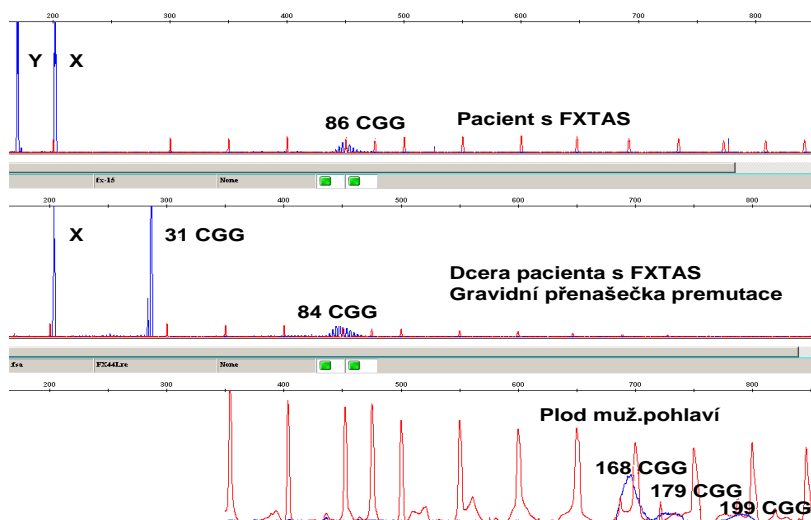 300 400 500 600 700 800
Y X
86 CGG
Pacient s FXTAS
fx-15 None
200 300 400 500 600 700 800
X 31 CGG
84 CGG
Dcera pacienta s FXTAS
Gravidní přenašečka premutace
fsa FX44Lre None
200 300 400 500 600 700 800
Plod muž.pohlaví
168 CGG
179 CGG
199 CGG